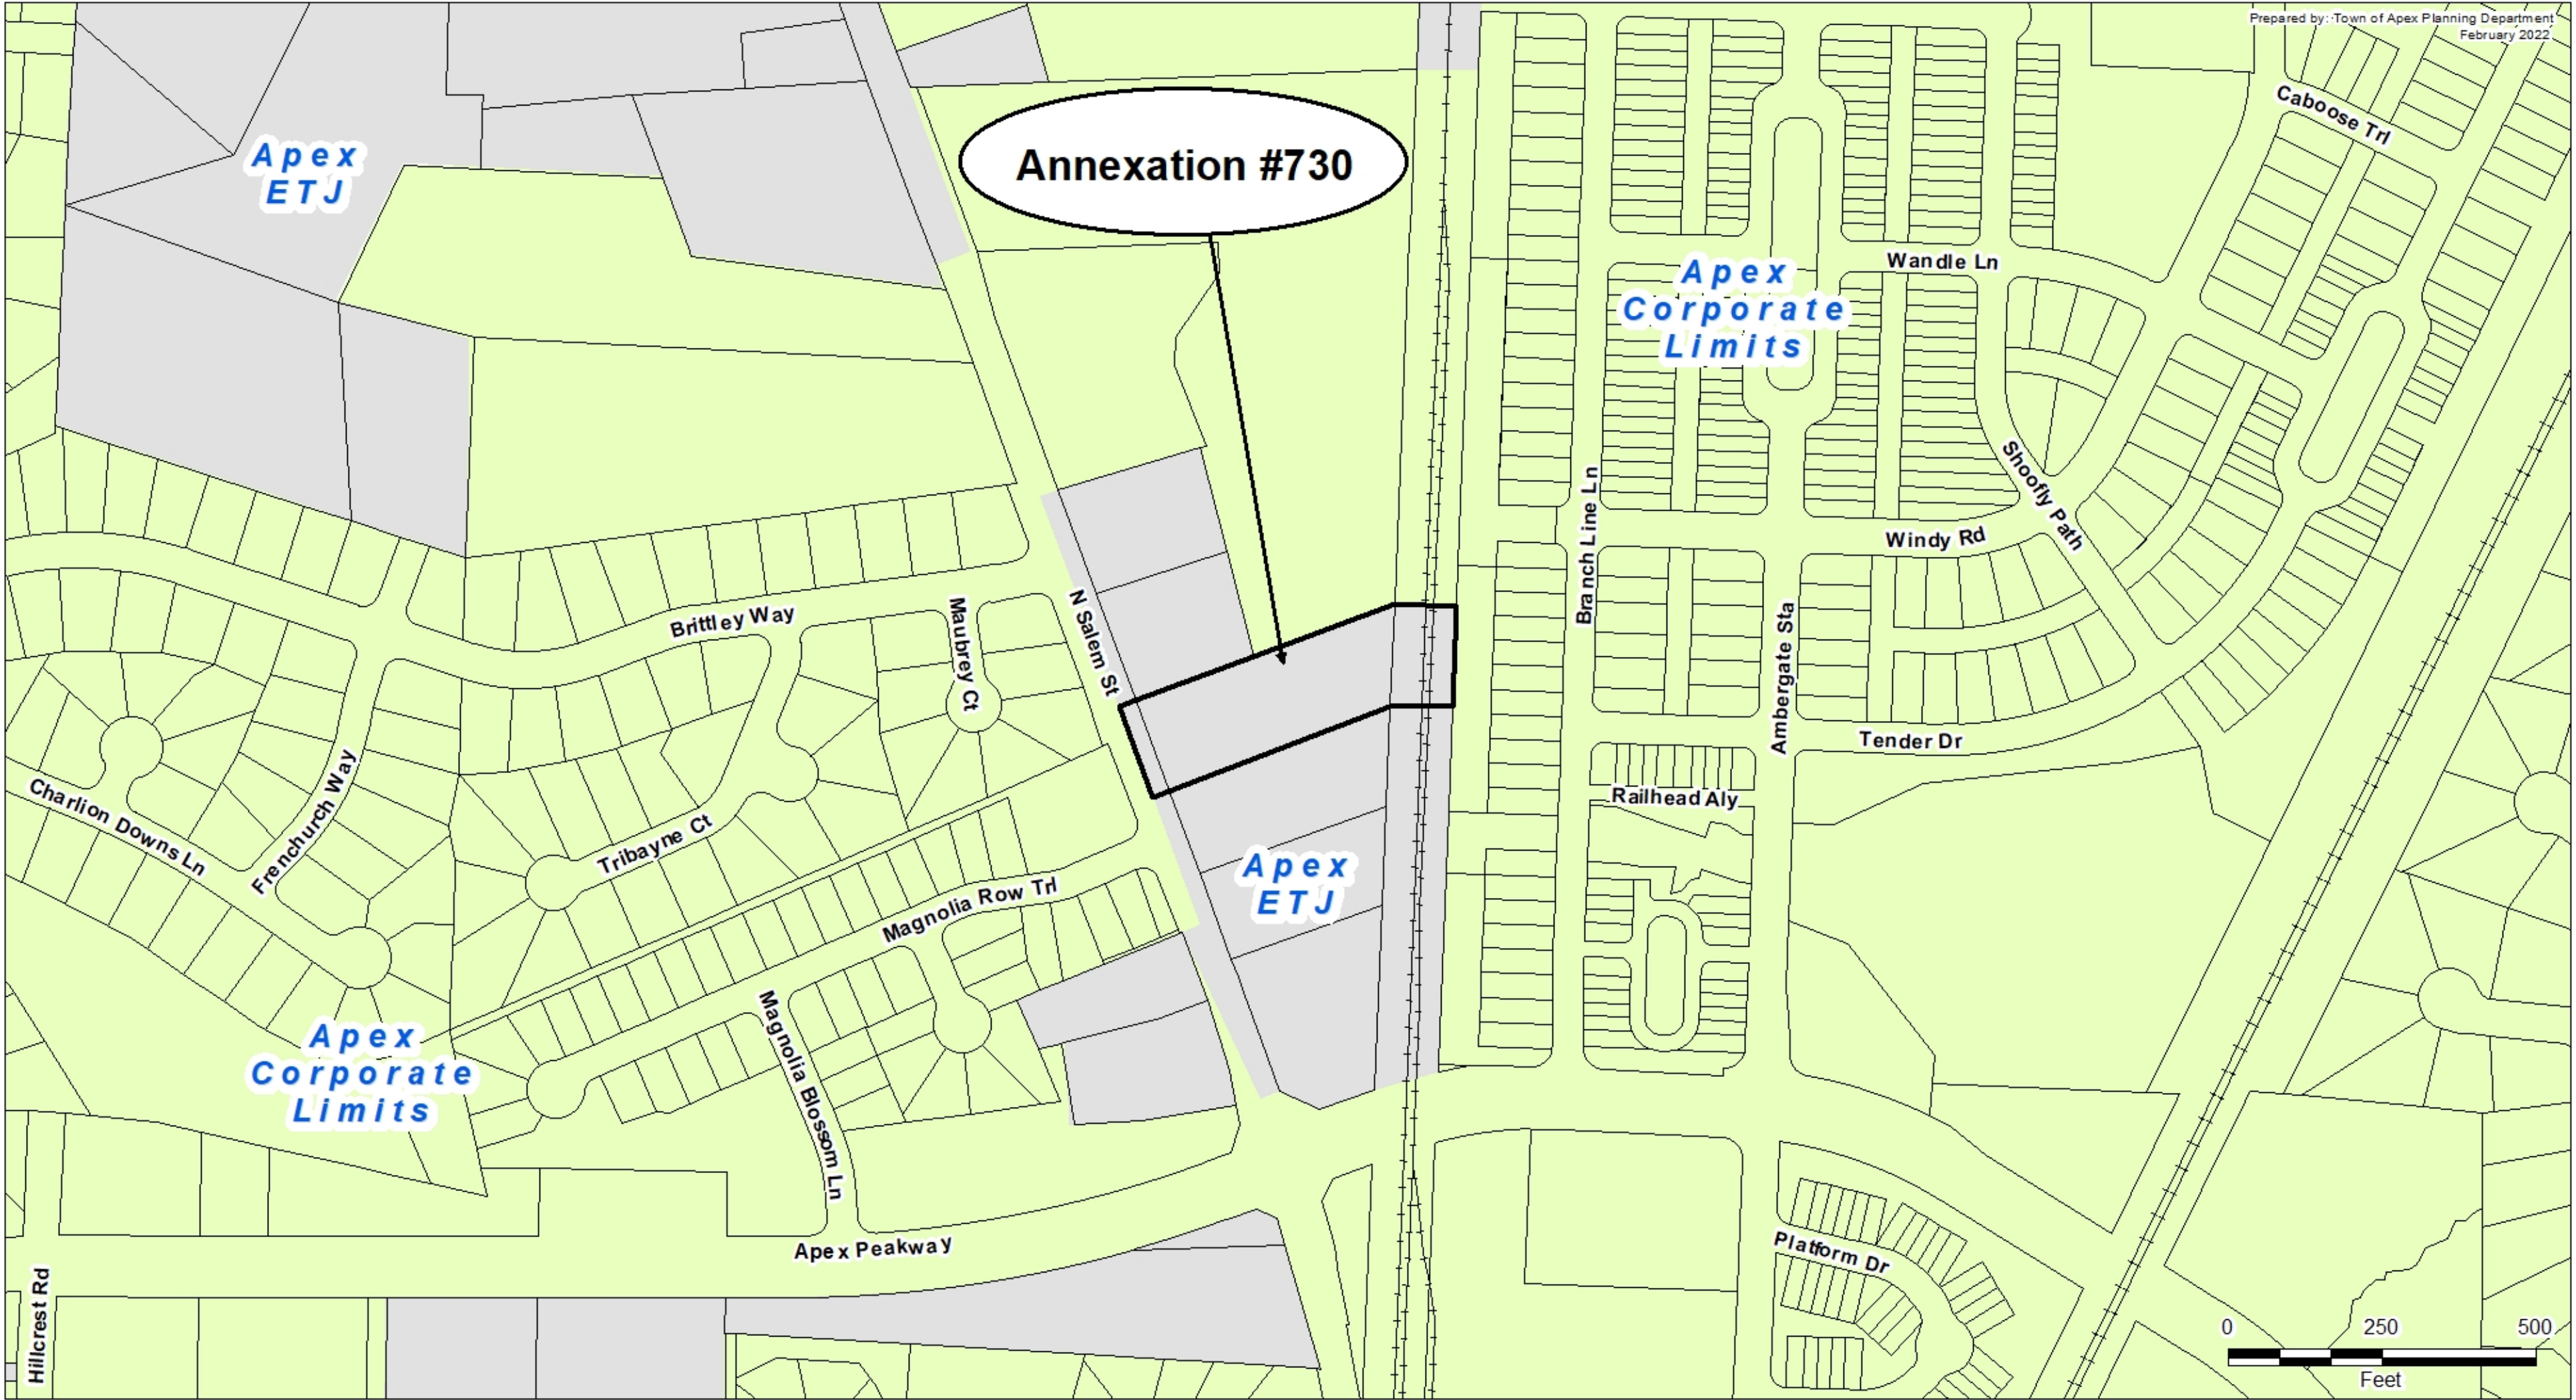 Prepared by: Town of Apex Planning Department
February 2022
Caboose Trl
Apex
ETJ
Annexation #730
Wandle Ln
Apex
Corporate
Limits
Shoofly Path
Branch Line Ln
Windy Rd
Brittley Way
Maubrey Ct
N Salem St
Ambergate Sta
Tender Dr
Charlion Downs Ln
Frenchurch Way
Tribayne Ct
Railhead Aly
Magnolia Row Trl
Apex
ETJ
Apex
Corporate
Limits
Magnolia Blossom Ln
Apex Peakway
Platform Dr
Hillcrest Rd
0 250 500
Feet